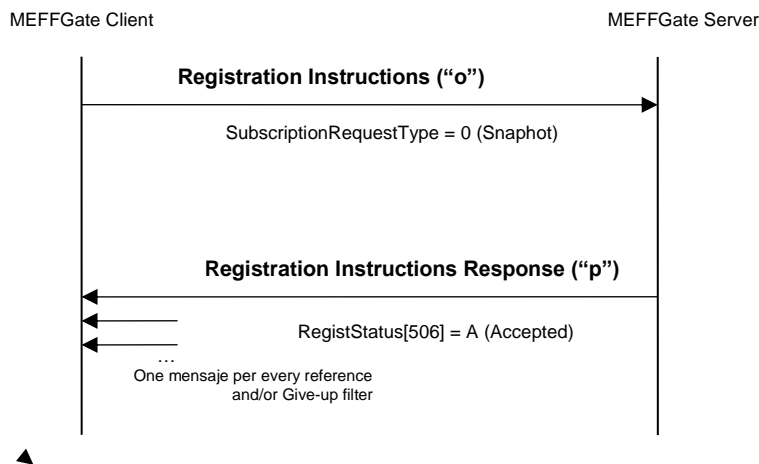 MEFFGate Client
MEFFGate Server
Registration Instructions (“o”)
SubscriptionRequestType = 0 (Snaphot)
Registration Instructions Response (“p”)
RegistStatus[506] = A (Accepted)
…
One mensaje per every reference
and/or Give-up filter